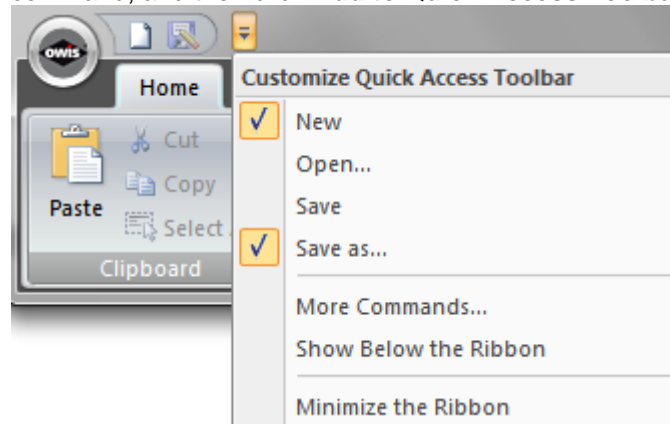 owis
Customize Quick Access Toolbar
Home
New
Cut
Open...
Copy
Save
Paste
Select
Save as...
Clipboard
More Commands...
Show Below the Ribbon
Minimize the Ribbon